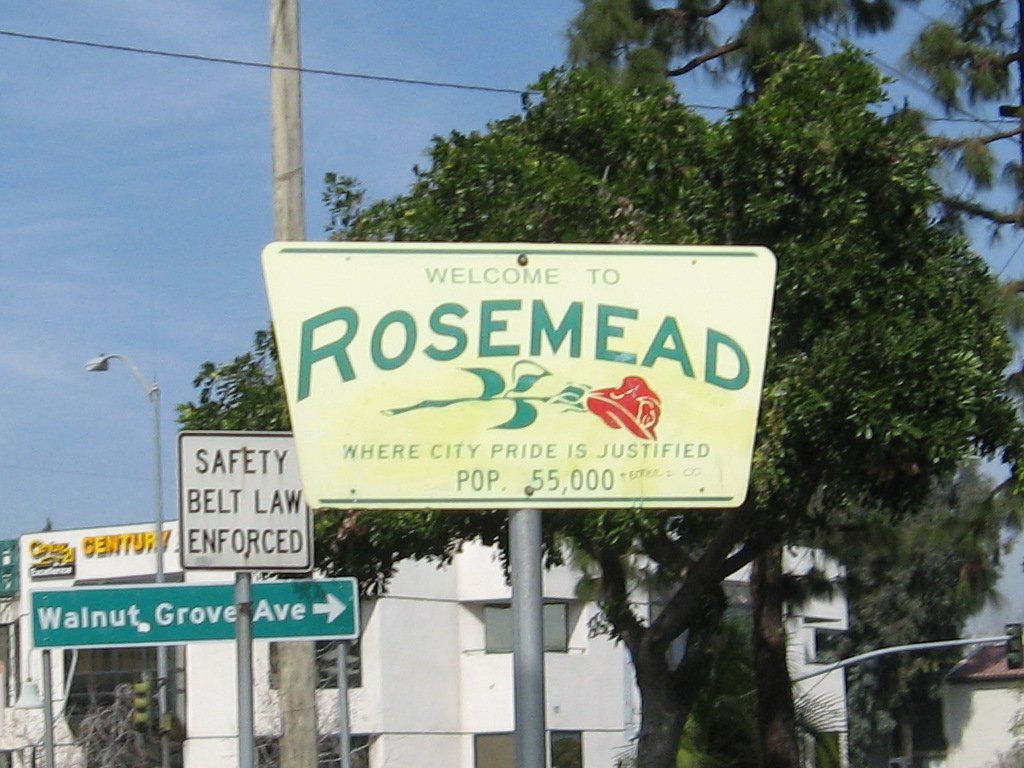 WELCOME TO
ROSEMEAD
WHERE CITY PRIDE IS JUSTIFIED
POP. 55,000
SAFETY
BELT LAW
ENFORCED
CENTURY
Walnut Grove Ave →